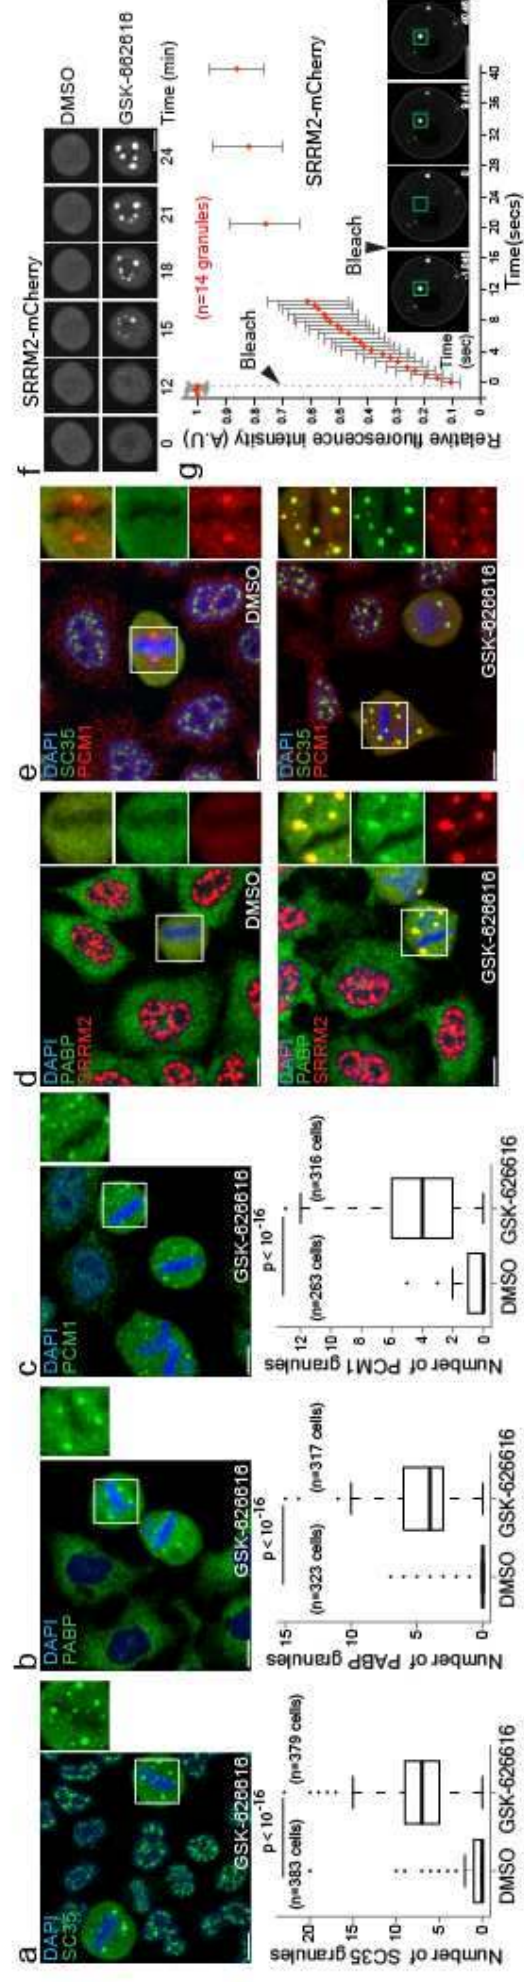 a
DAPI
SC35
GSK-626616
p < 10-16
(n=383 cells)
(n=379 cells)
Number of SC35 granules
20
15
10
5
0
DMSO
GSK-626616
b
DAPI
PABP
GSK-626616
p < 10-16
(n=323 cells)
(n=317 cells)
Number of PABP granules
15
10
5
0
DMSO
GSK-626616
c
DAPI
PCM1
GSK-626616
p < 10-16
(n=263 cells)
(n=316 cells)
Number of PCM1 granules
12
10
8
6
4
2
0
DMSO
GSK-626616
d
DAPI
PABP
SRRM2
DMSO
DAPI
PABP
SRRM2
GSK-626616
e
DAPI
SC35
PCM1
DMSO
DAPI
SC35
PCM1
GSK-626616
f
SRRM2-mCherry
DMSO
GSK-662616
0
12
15
18
21
24
Time (min)
g
Relative fluorescence intensity (A.U)
1
0.9
0.8
0.7
0.6
0.5
0.4
0.3
0.2
0.1
0
Bleach
(n=14 granules)
SRRM2-mCherry
Bleach
Time
(sec)
0
4
8
12
16
20
24
28
32
36
40
Time(secs)